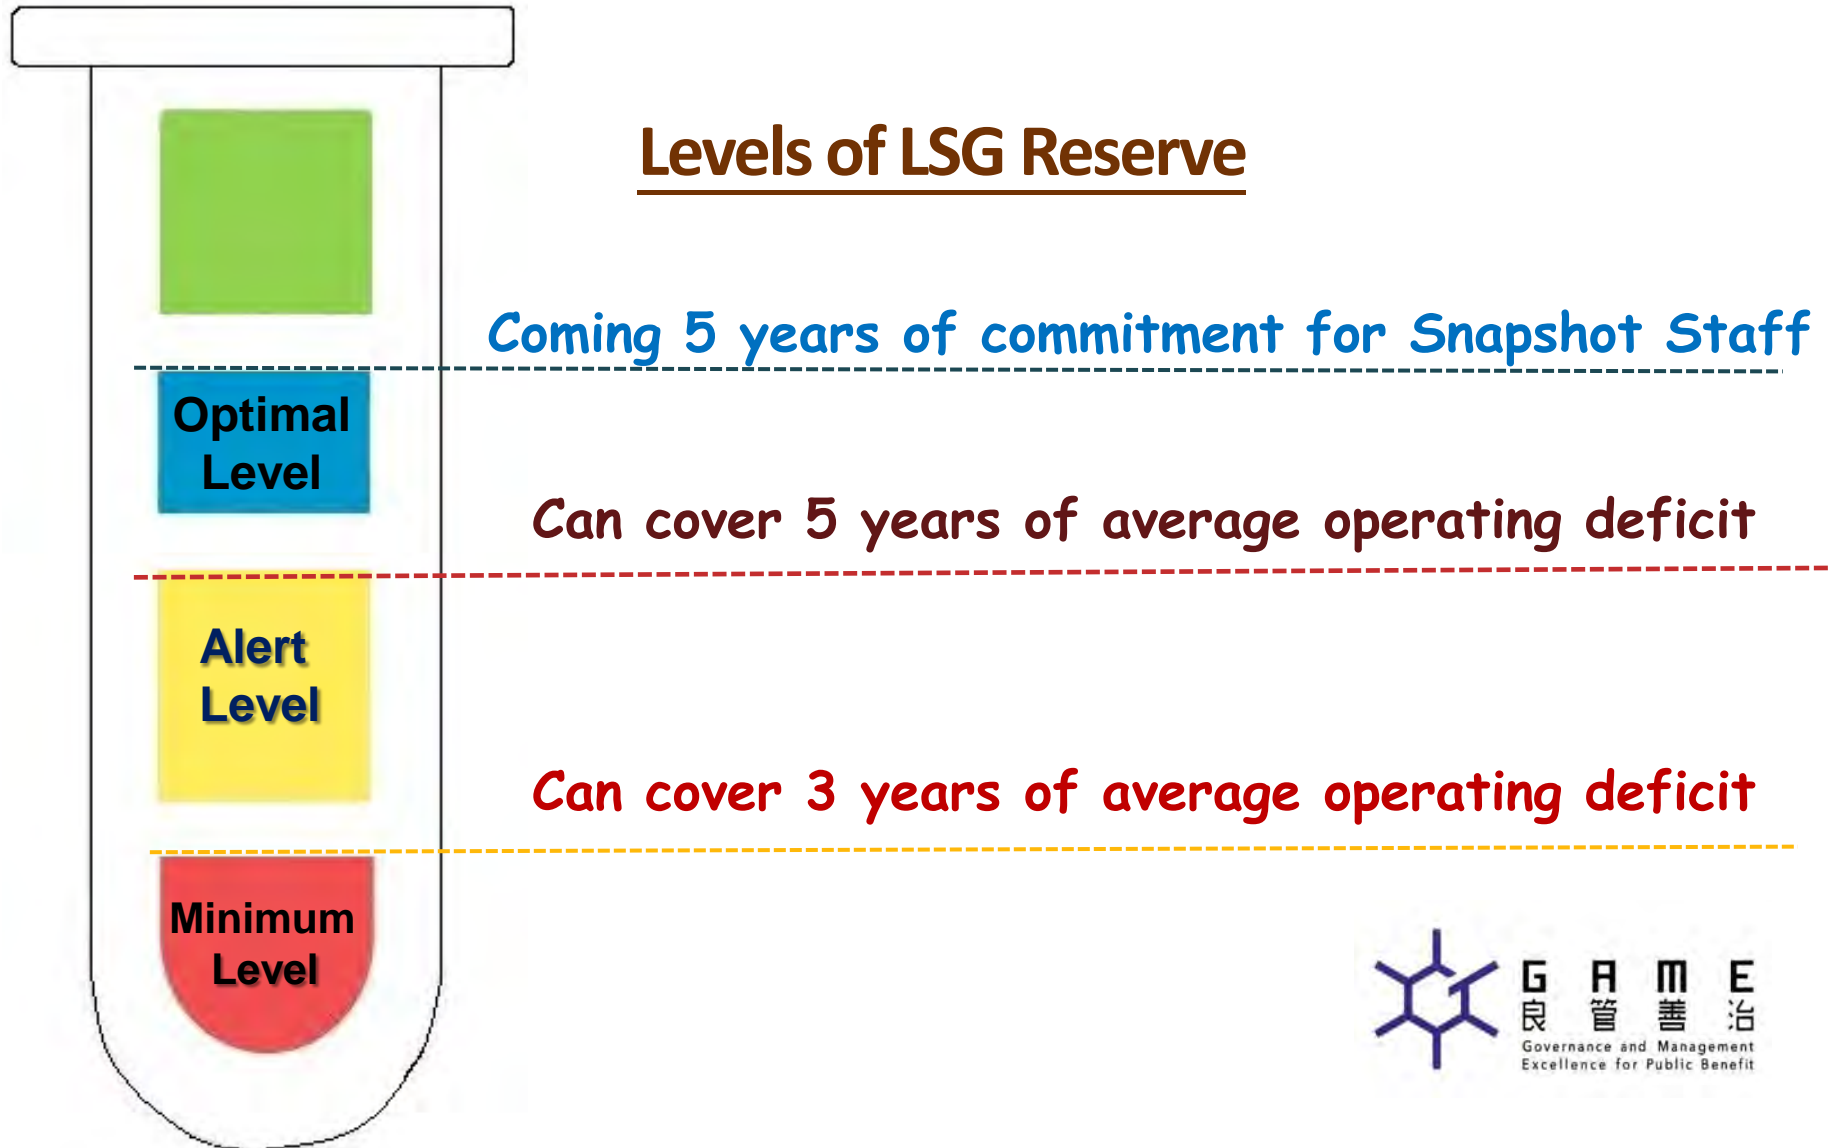 Levels of LSG Reserve
Coming 5 years of commitment for Snapshot Staff
Optimal
Level
Can cover 5 years of average operating deficit
Alert
Level
Can cover 3 years of average operating deficit
Minimum
Level
GAME
良管善治
Governance and Management
Excellence for Public Benefit